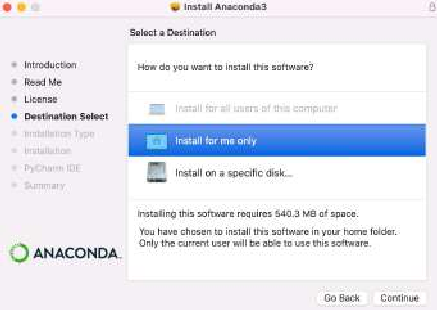 Install Anaconda3
Select a Destination
Introduction
Read Me
License
Destination Select
Installation Type
Installation
PyCharm IDE
Summary
How do you want to install this software?
Install for all users of this computer
Install for me only
Install on a specific disk...
Installing this software requires 540.3 MB of space.
You have chosen to install this software in your home folder.
Only the current user will be able to use this software.
ANACONDA.
Go Back
Continue